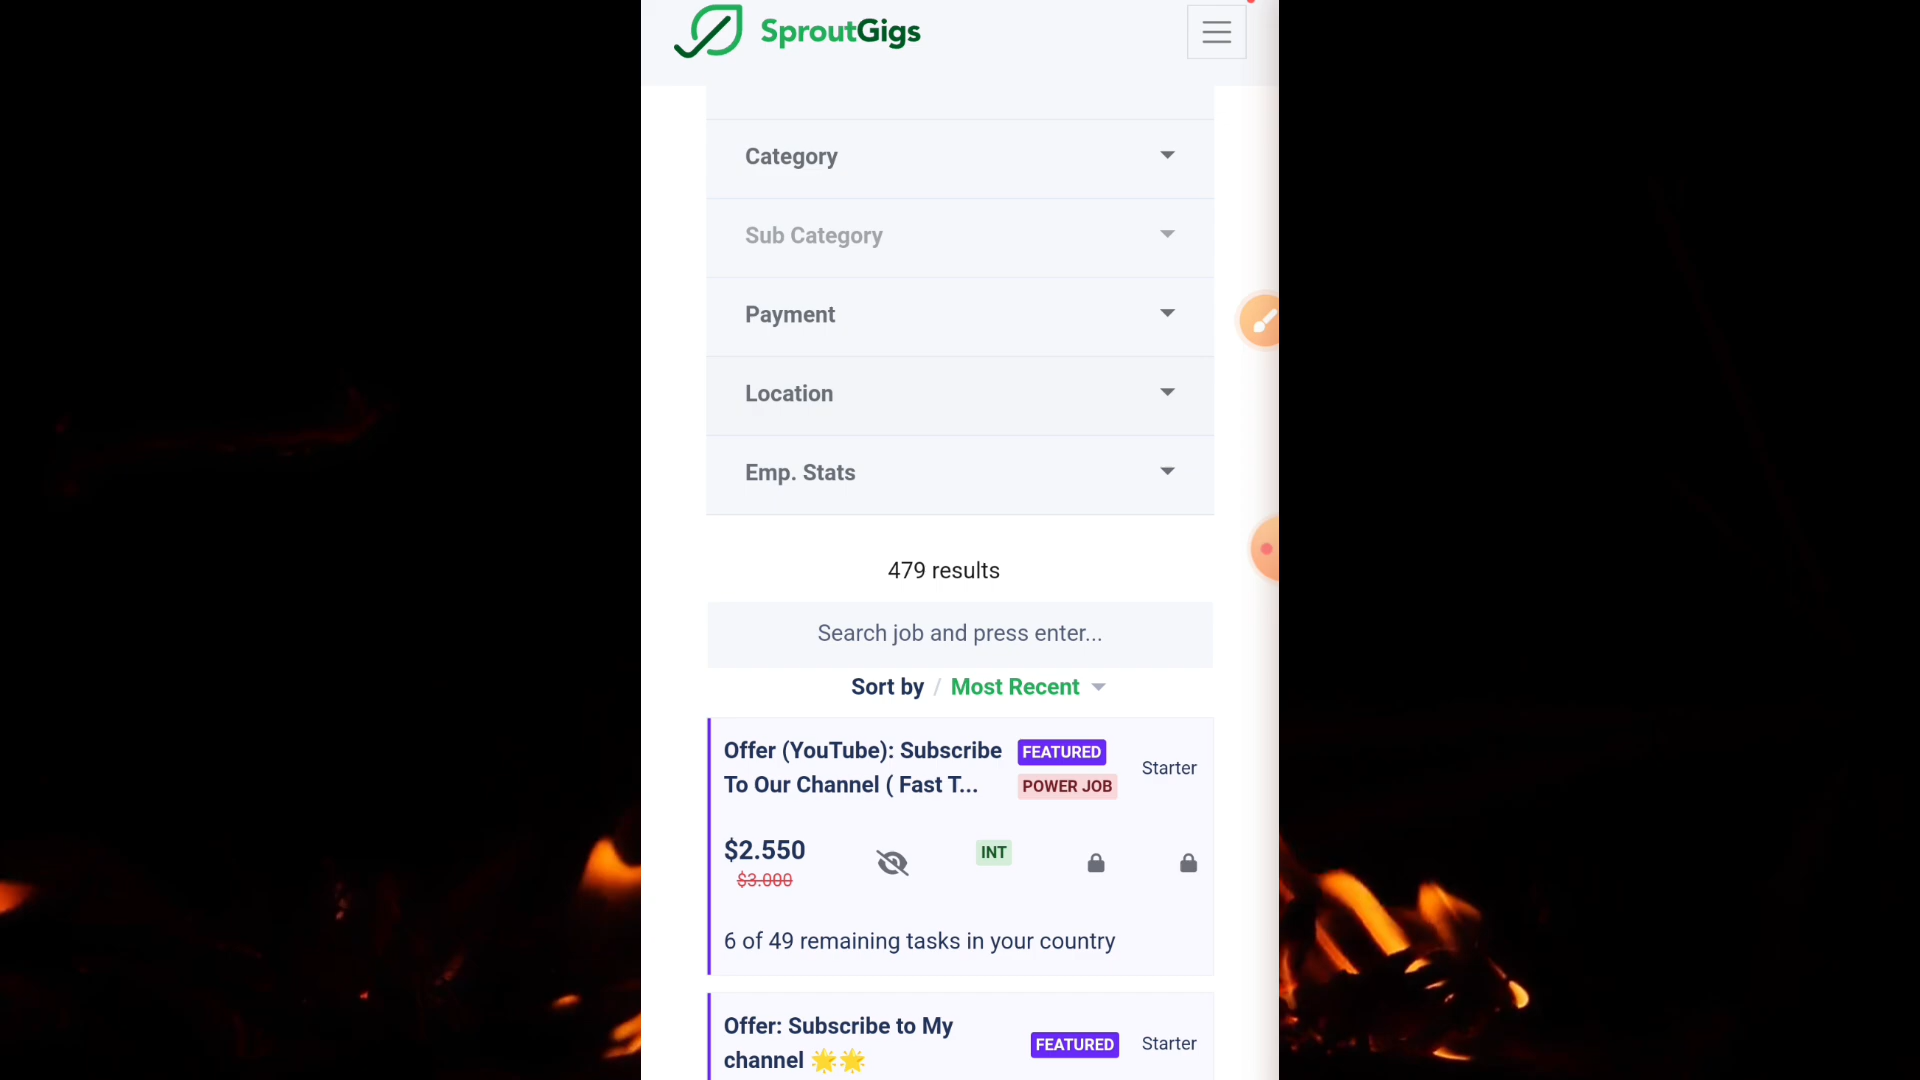 SproutGigs
Category
Sub Category
Payment
Location
Emp. Stats
479 results
Search job and press enter...
Sort by / Most Recent
Offer (YouTube): Subscribe
To Our Channel ( Fast T...
FEATURED
POWER JOB
Starter
$2.550
$3.000
INT
6 of 49 remaining tasks in your country
Offer: Subscribe to My
channel 🌟🌟
FEATURED
Starter